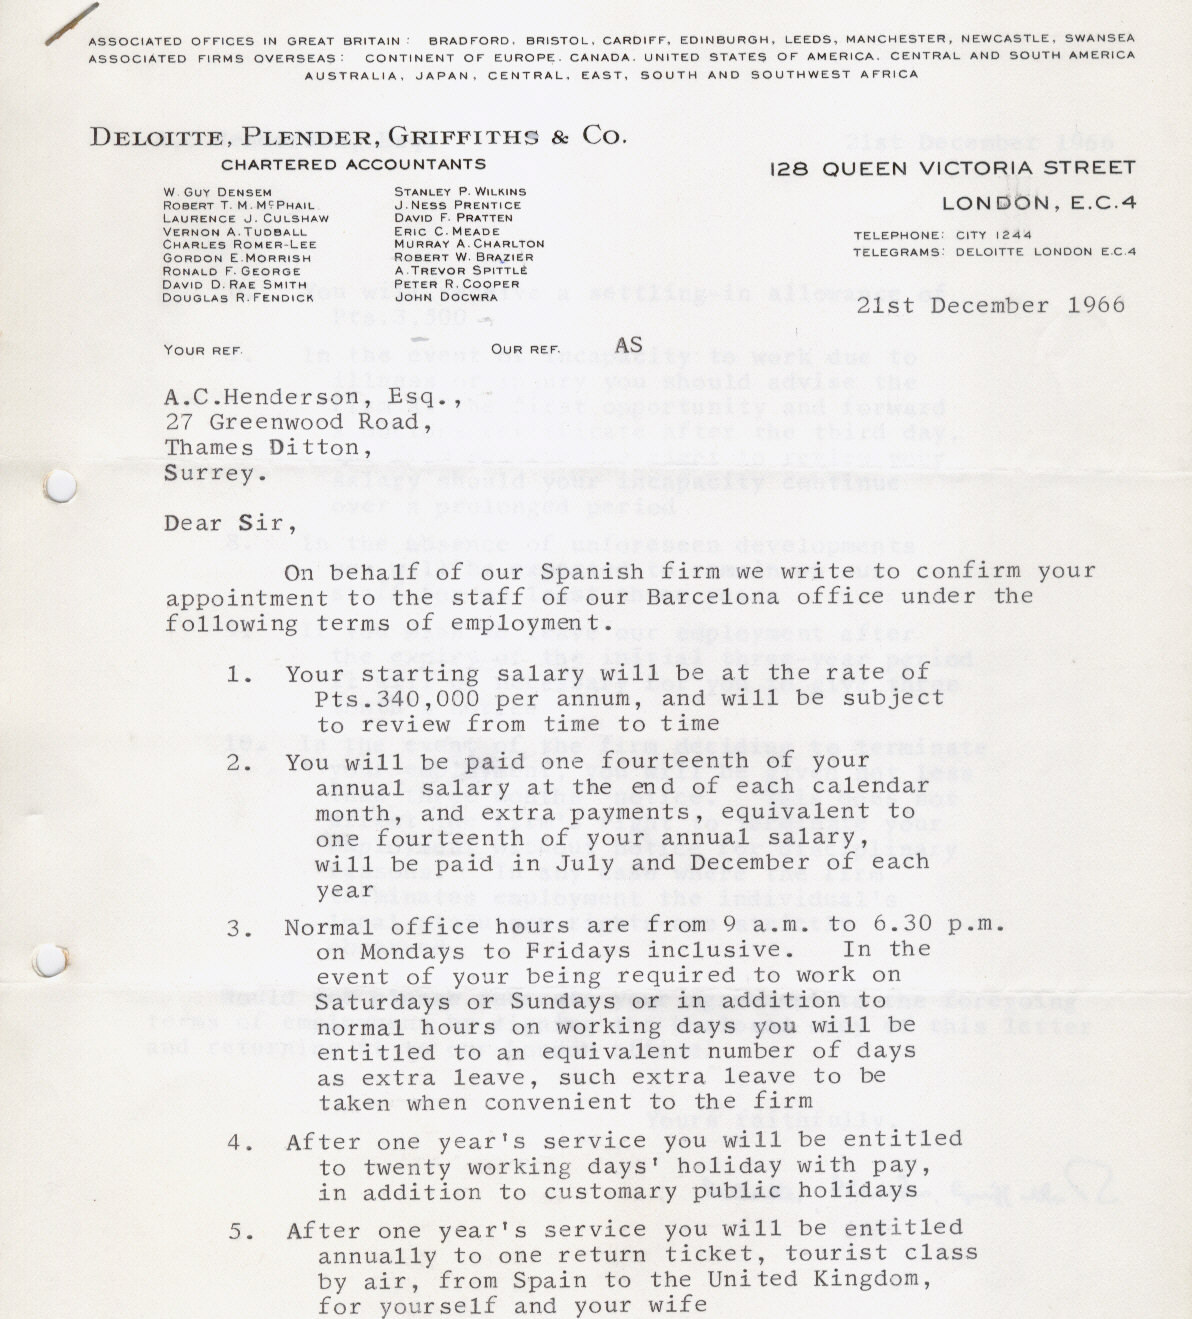 ASSOCIATED OFFICES IN GREAT BRITAIN: BRADFORD, BRISTOL, CARDIFF, EDINBURGH, LEEDS, MANCHESTER, NEWCASTLE, SWANSEA
ASSOCIATED FIRMS OVERSEAS: CONTINENT OF EUROPE, CANADA, UNITED STATES OF AMERICA, CENTRAL AND SOUTH AMERICA
AUSTRALIA, JAPAN, CENTRAL, EAST, SOUTH AND SOUTHWEST AFRICA
DELOITTE, PLENDER, GRIFFITHS & CO.
CHARTERED ACCOUNTANTS
W. GUY DENSEM
ROBERT T. M. McPHAIL
LAURENCE J. CULSHAW
VERNON A. TUDBALL
CHARLES ROMER-LEE
GORDON E. MORRISH
RONALD F. GEORGE
DAVID D. RAE SMITH
DOUGLAS R. FENDICK
STANLEY P. WILKINS
J. NESS PRENTICE
DAVID F. PRATTEN
ERIC C. MEADE
MURRAY A. CHARLTON
ROBERT W. BRAZIER
A. TREVOR SPITTLE
PETER R. COOPER
JOHN DOCWRA
128 QUEEN VICTORIA STREET
LONDON, E.C.4
TELEPHONE: CITY 1244
TELEGRAMS: DELOITTE LONDON E.C.4
21st December 1966
YOUR REF.
OUR REF. AS
A.C.Henderson, Esq.,
27 Greenwood Road,
Thames Ditton,
Surrey.
Dear Sir,
On behalf of our Spanish firm we write to confirm your
appointment to the staff of our Barcelona office under the
following terms of employment.
1. Your starting salary will be at the rate of
Pts.340,000 per annum, and will be subject
to review from time to time
2. You will be paid one fourteenth of your
annual salary at the end of each calendar
month, and extra payments, equivalent to
one fourteenth of your annual salary,
will be paid in July and December of each
year
3. Normal office hours are from 9 a.m. to 6.30 p.m.
on Mondays to Fridays inclusive. In the
event of your being required to work on
Saturdays or Sundays or in addition to
normal hours on working days you will be
entitled to an equivalent number of days
as extra leave, such extra leave to be
taken when convenient to the firm
4. After one year's service you will be entitled
to twenty working days' holiday with pay,
in addition to customary public holidays
5. After one year's service you will be entitled
annually to one return ticket, tourist class
by air, from Spain to the United Kingdom,
for yourself and your wife